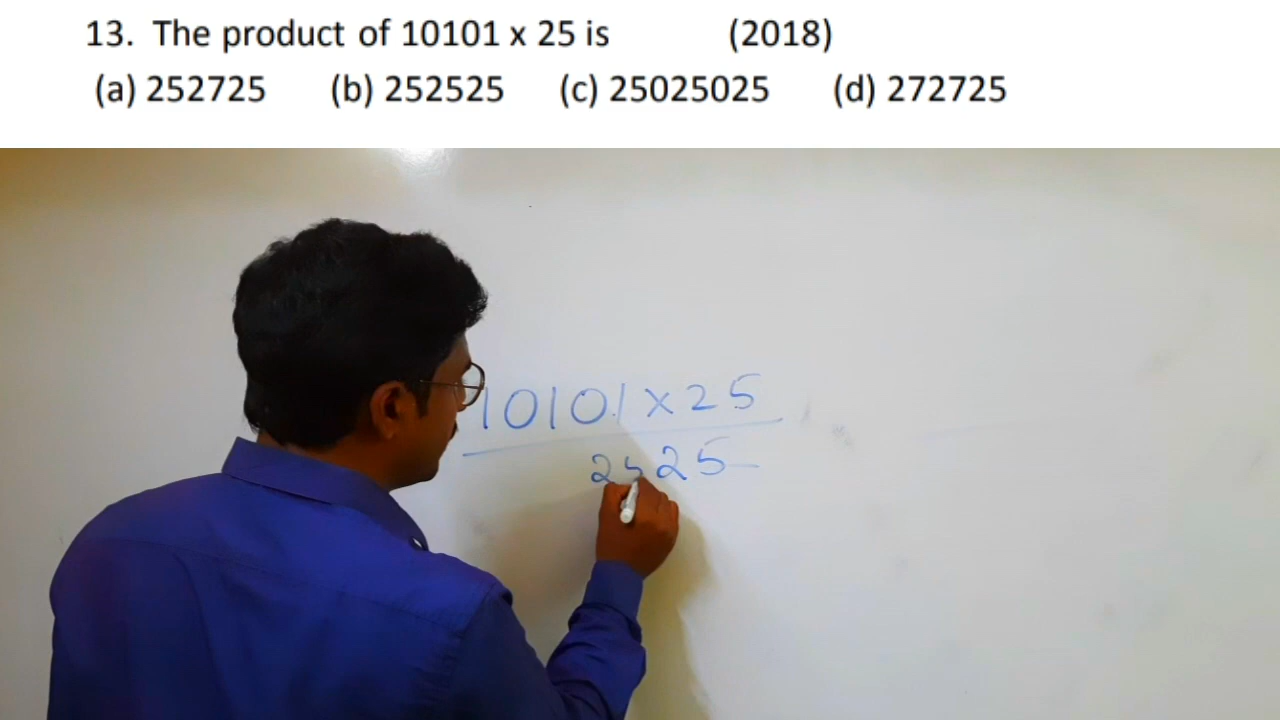 13. The product of 10101 x 25 is (2018)
(a) 252725 (b) 252525 (c) 25025025 (d) 272725
10101 x 25
2525